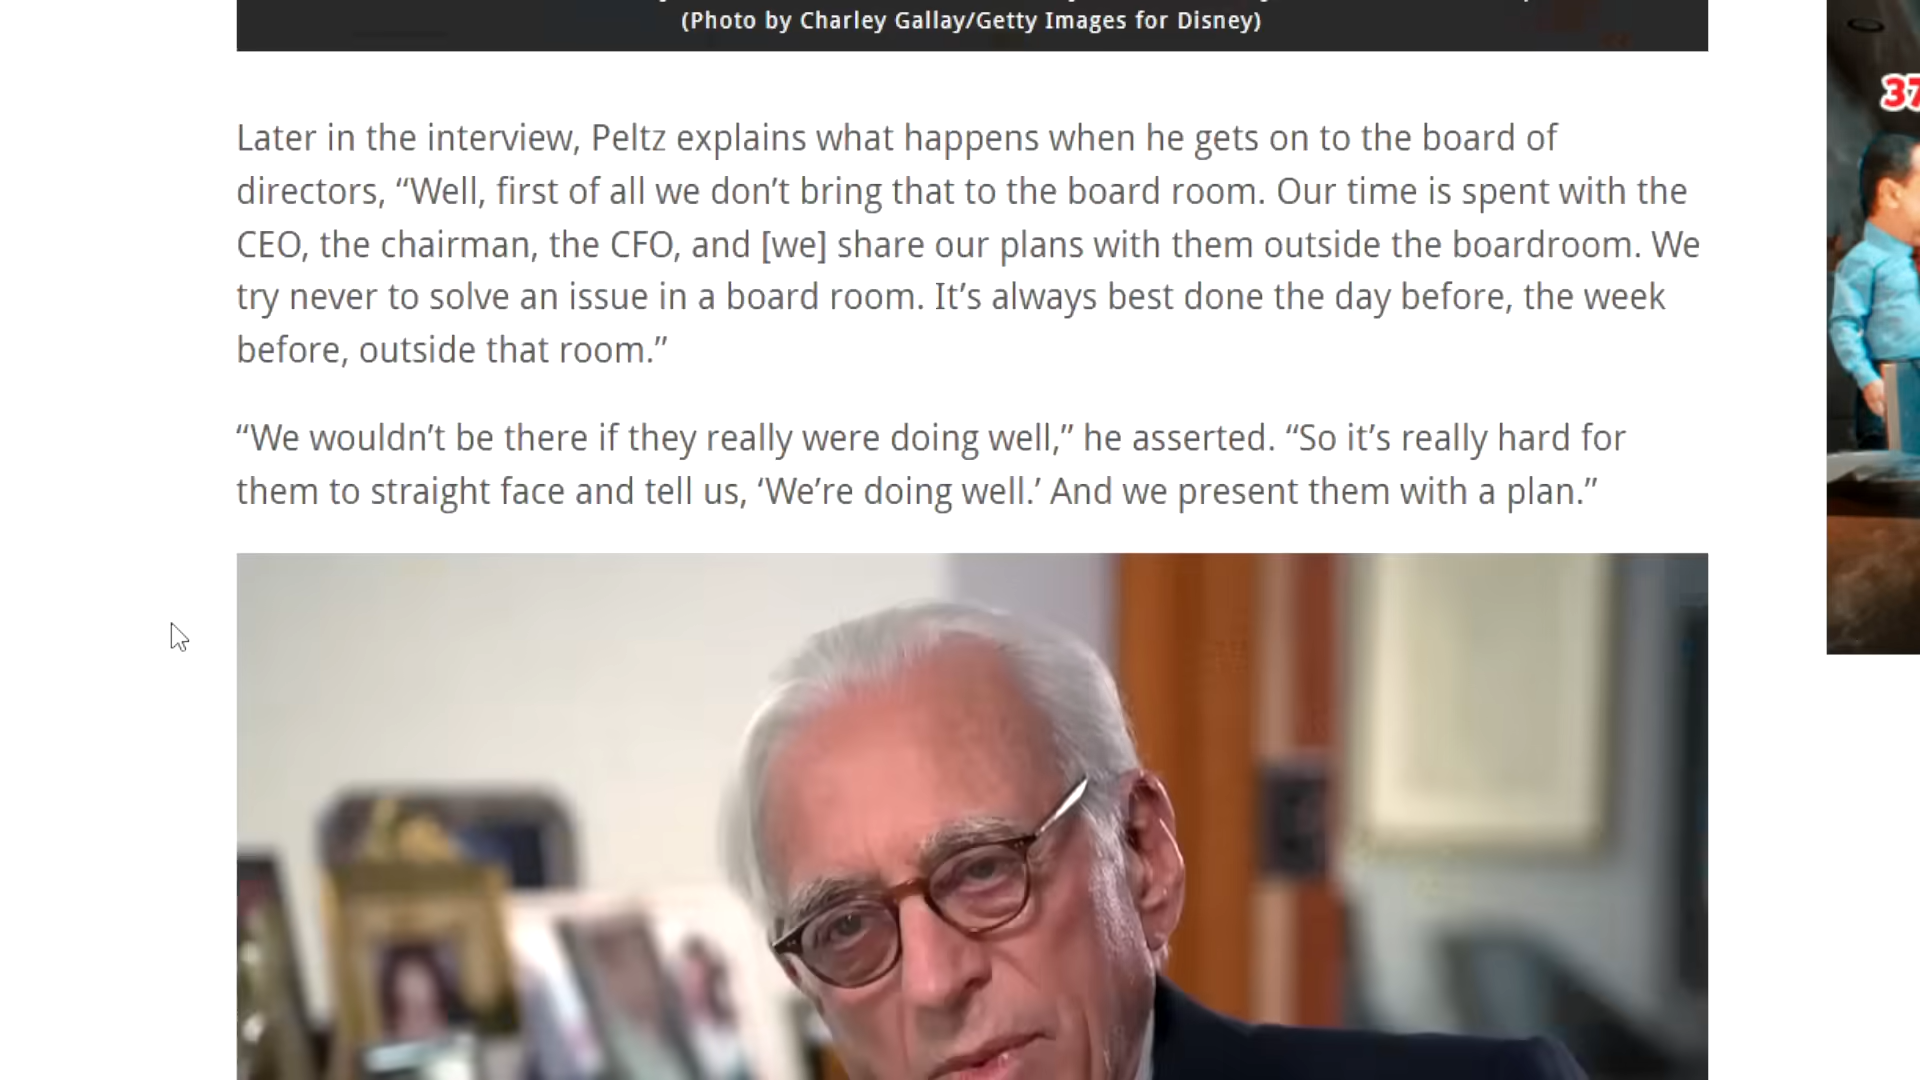 (Photo by Charley Gallay/Getty Images for Disney)
Later in the interview, Peltz explains what happens when he gets on to the board of
directors, “Well, first of all we don’t bring that to the board room. Our time is spent with the
CEO, the chairman, the CFO, and [we] share our plans with them outside the boardroom. We
try never to solve an issue in a board room. It’s always best done the day before, the week
before, outside that room.”
“We wouldn’t be there if they really were doing well,” he asserted. “So it’s really hard for
them to straight face and tell us, ‘We’re doing well.’ And we present them with a plan.”
37